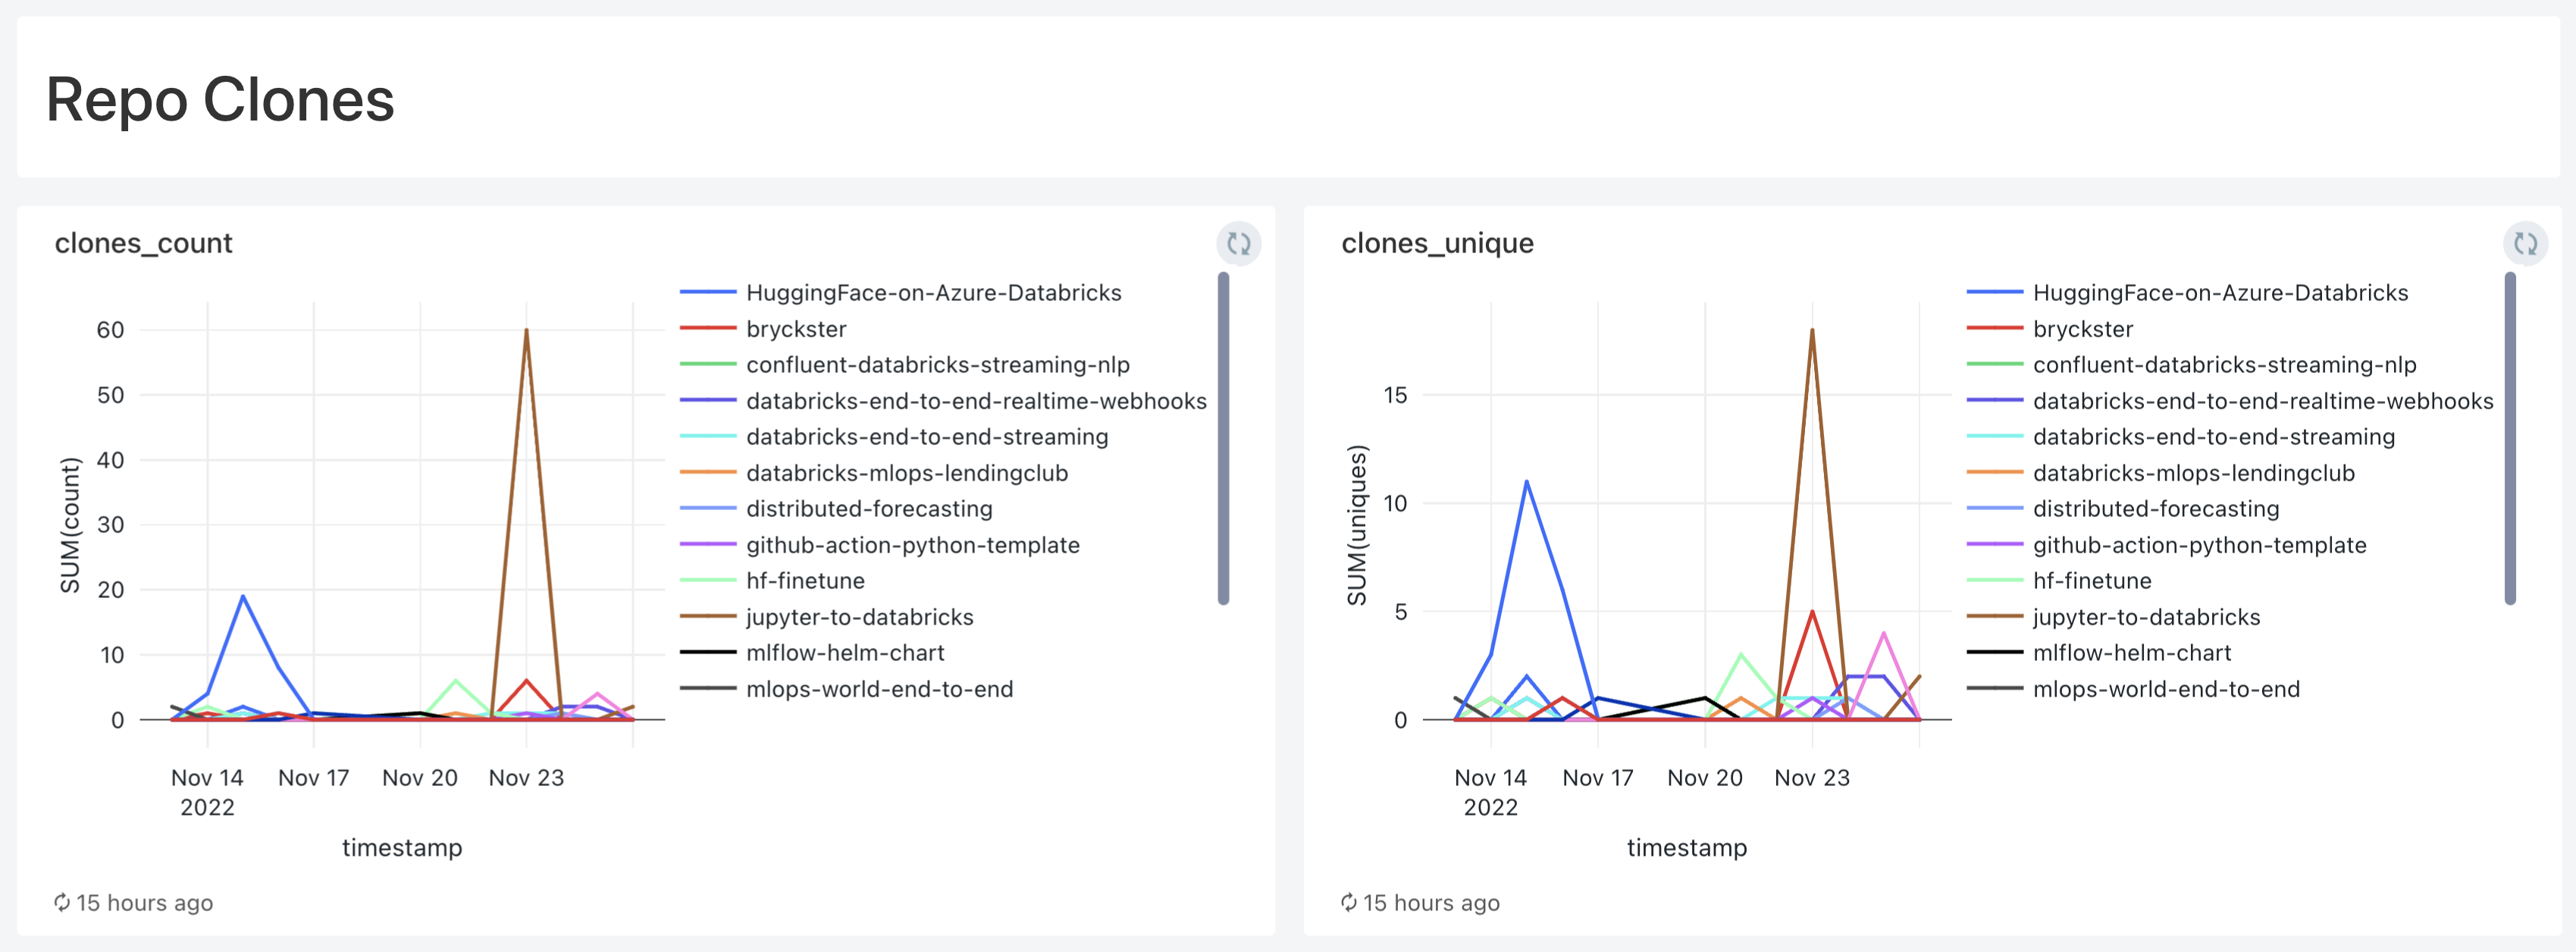 Repo Clones
clones_count
SUM(count)
60
50
40
30
20
10
0
Nov 14
2022
Nov 17
Nov 20
Nov 23
timestamp
HuggingFace-on-Azure-Databricks
bryckster
confluent-databricks-streaming-nlp
databricks-end-to-end-realtime-webhooks
databricks-end-to-end-streaming
databricks-mlops-lendingclub
distributed-forecasting
github-action-python-template
hf-finetune
jupyter-to-databricks
mlflow-helm-chart
mlops-world-end-to-end
15 hours ago
clones_unique
SUM(uniques)
15
10
5
0
Nov 14
2022
Nov 17
Nov 20
Nov 23
timestamp
HuggingFace-on-Azure-Databricks
bryckster
confluent-databricks-streaming-nlp
databricks-end-to-end-realtime-webhooks
databricks-end-to-end-streaming
databricks-mlops-lendingclub
distributed-forecasting
github-action-python-template
hf-finetune
jupyter-to-databricks
mlflow-helm-chart
mlops-world-end-to-end
15 hours ago